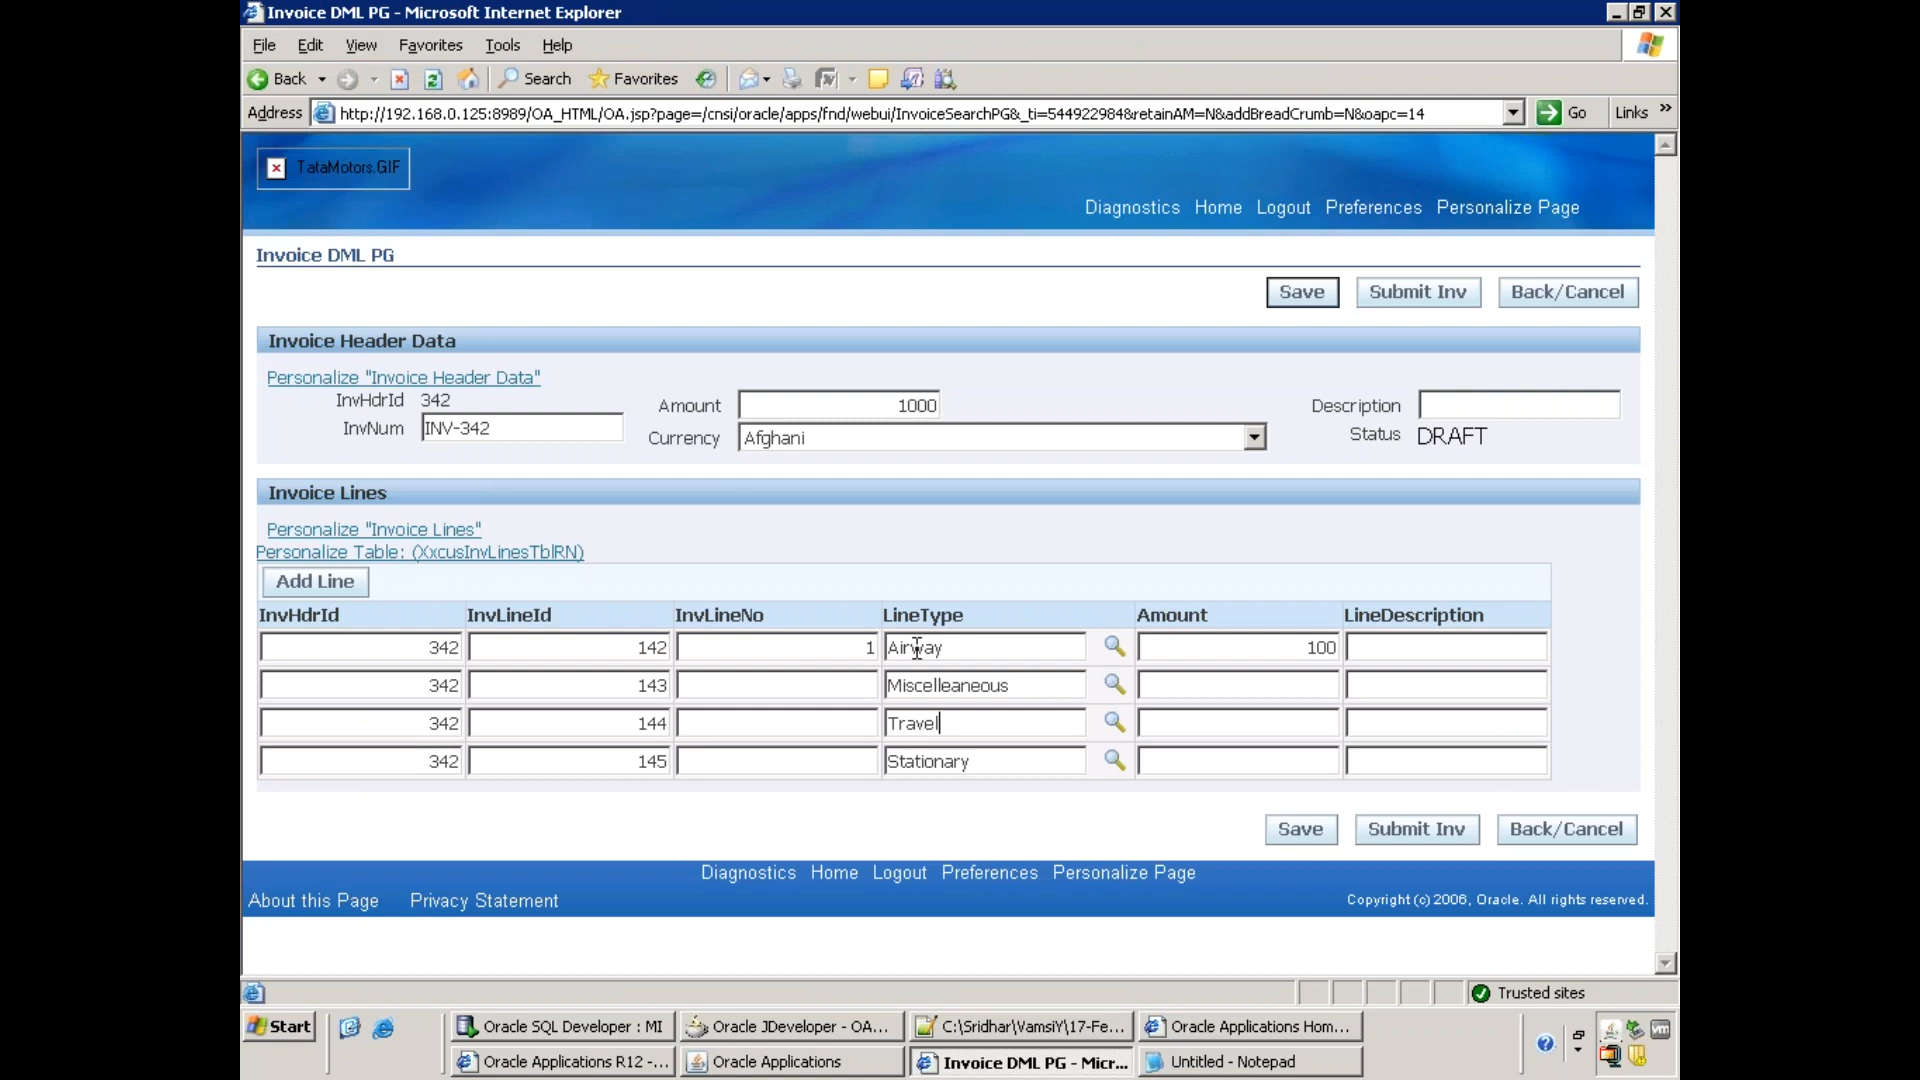 Invoice DML PG - Microsoft Internet Explorer
File Edit View Favorites Tools Help
Back Search Favorites
Address http://192.168.0.125:8989/OA_HTML/OA.jsp?page=/cnsi/oracle/apps/fnd/webui/InvoiceSearchPG&_ti=544922984&retainAM=N&addBreadCrumb=N&oapc=14 Go Links »
TataMotors.GIF
Diagnostics Home Logout Preferences Personalize Page
Invoice DML PG
Save Submit Inv Back/Cancel
Invoice Header Data
Personalize "Invoice Header Data"
InvHdrId 342 Amount 1000 Description
InvNum INV-342 Currency Afghani Status DRAFT
Invoice Lines
Personalize "Invoice Lines"
Personalize Table: (XxcusInvLinesTblRN)
Add Line
InvHdrId InvLineId InvLineNo LineType Amount LineDescription
342 142 1 Airway 100
342 143 Miscelleaneous
342 144 Travel
342 145 Stationary
Save Submit Inv Back/Cancel
Diagnostics Home Logout Preferences Personalize Page
About this Page Privacy Statement Copyright (c) 2006, Oracle. All rights reserved.
Trusted sites
Start Oracle SQL Developer : MI Oracle JDeveloper - OA... C:\Sridhar\VamsiY\17-Fe... Oracle Applications Hom...
Oracle Applications R12 -... Oracle Applications Invoice DML PG - Micr... Untitled - Notepad